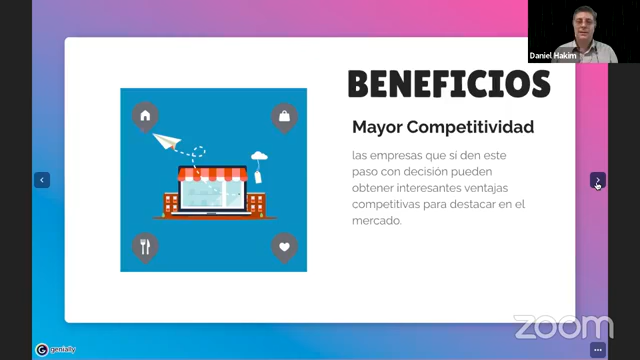 Daniel Hakim
BENEFICIOS
Mayor Competitividad
las empresas que sí den este
paso con decisión pueden
obtener interesantes ventajas
competitivas para destacar en el
mercado.
genially
zoom